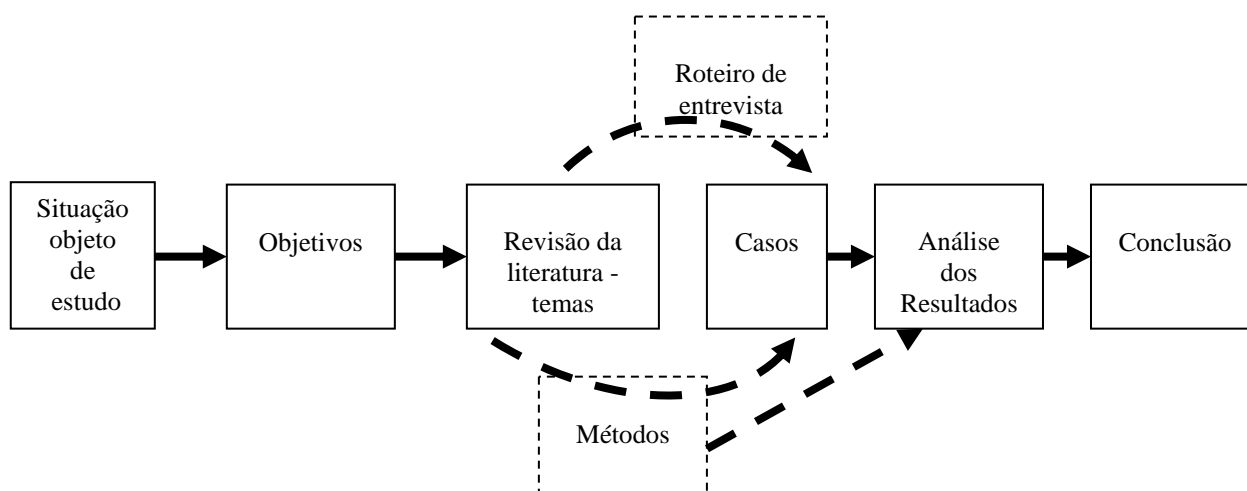 Roteiro de
entrevista
Situação
objeto
de
estudo
Objetivos
Revisão da
literatura -
temas
Casos
Análise
dos
Resultados
Conclusão
Métodos